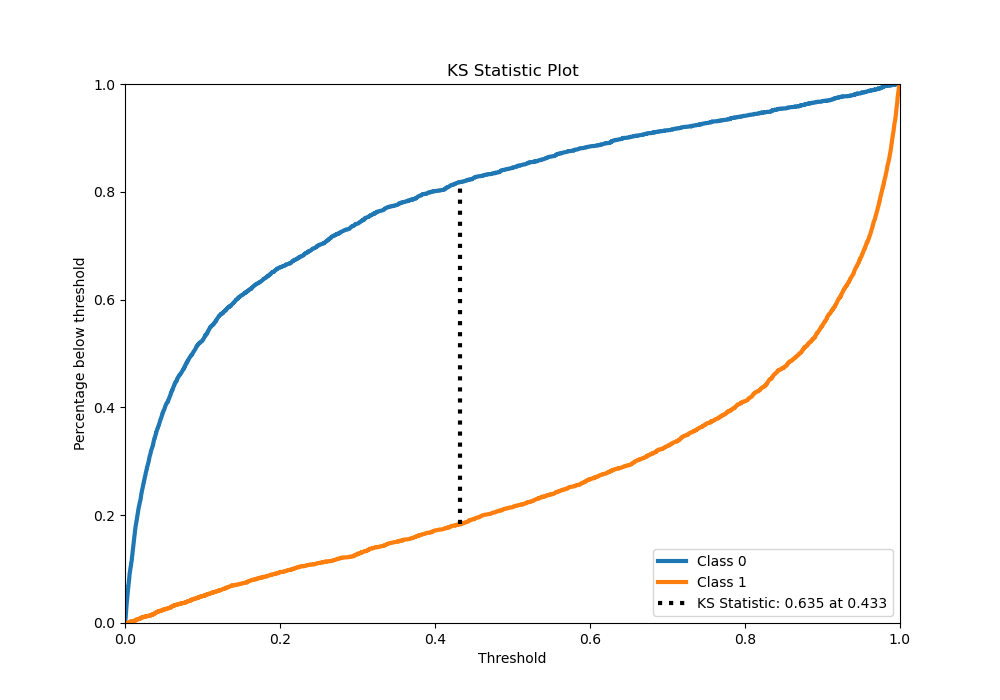 KS Statistic Plot
1.0
0.8
0.6
0.4
0.2
0.0
Percentage below threshold
0.0 0.2 0.4 0.6 0.8 1.0
Threshold
Class 0
Class 1
KS Statistic: 0.635 at 0.433